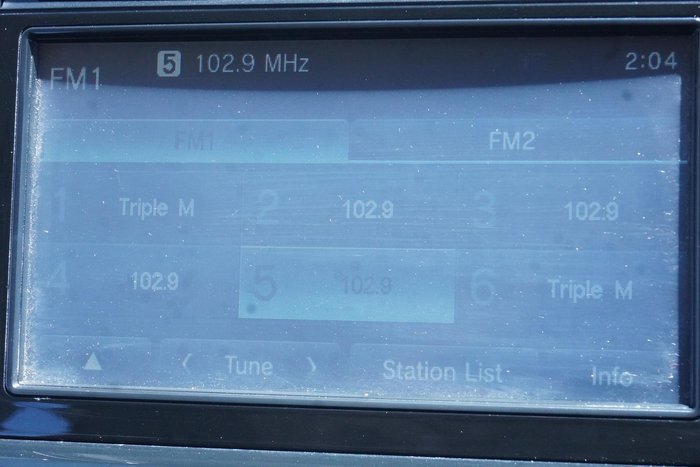 FM1 5 102.9 MHz 2:04
FM1 FM2
1 Triple M 2 102.9 3 102.9
4 102.9 5 102.9 6 Triple M
▲ < Tune > Station List Info